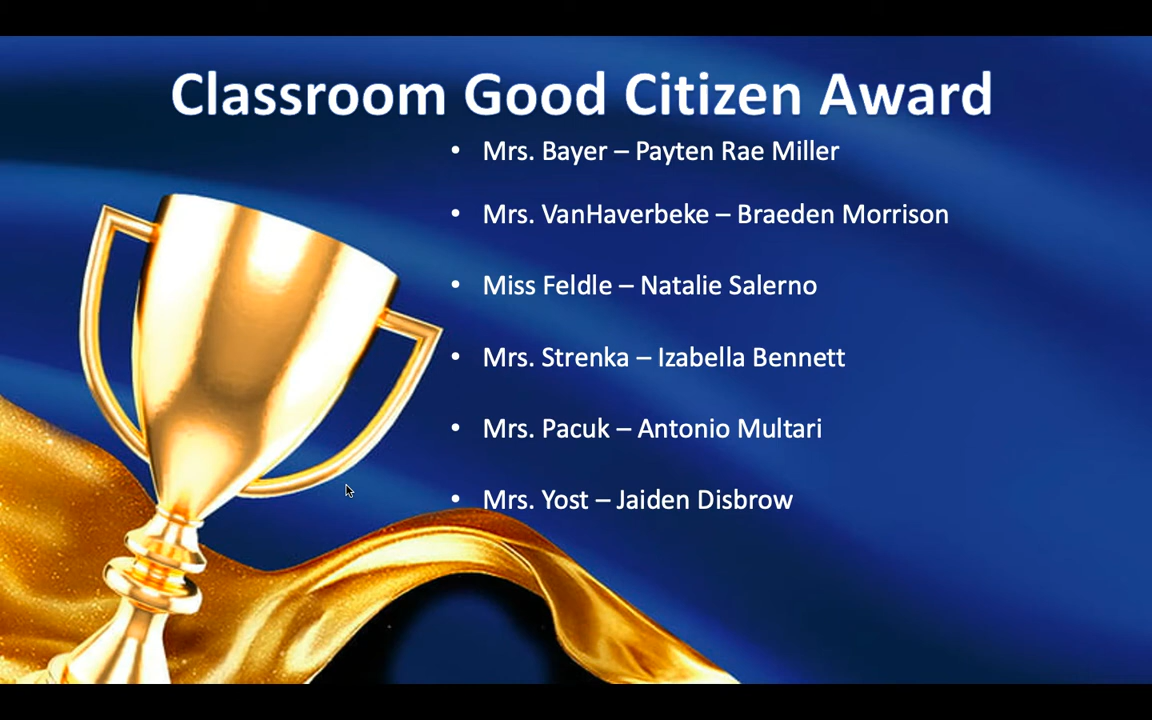 Classroom Good Citizen Award
• Mrs. Bayer – Payten Rae Miller
• Mrs. VanHaverbeke – Braeden Morrison
• Miss Feldle – Natalie Salerno
• Mrs. Strenka – Izabella Bennett
• Mrs. Pacuk – Antonio Multari
• Mrs. Yost – Jaiden Disbrow